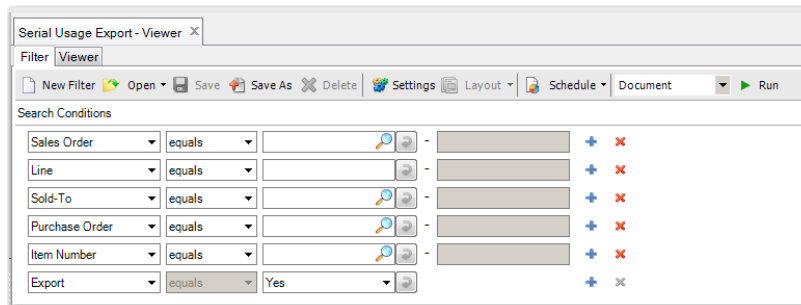 Serial Usage Export - Viewer X
Filter Viewer
New Filter Open Save Save As Delete Settings Layout Schedule Document Run
Search Conditions
Sales Order equals -
Line equals -
Sold-To equals -
Purchase Order equals -
Item Number equals -
Export equals Yes